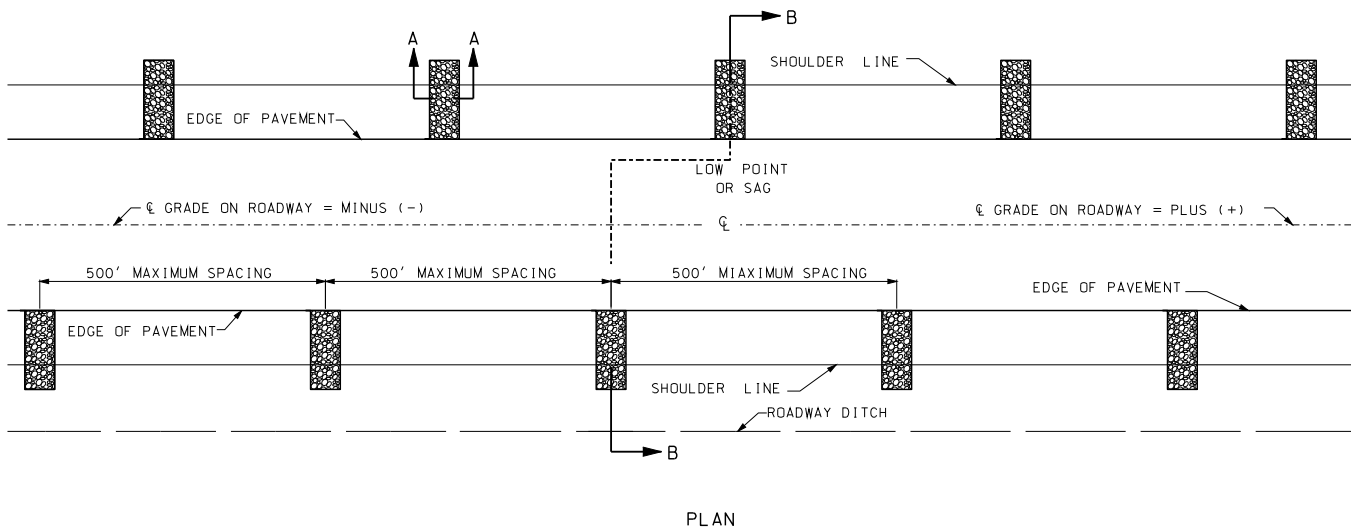 B
A A
SHOULDER LINE
EDGE OF PAVEMENT
LOW POINT
OR SAG
℄ GRADE ON ROADWAY = MINUS (-)
℄
℄ GRADE ON ROADWAY = PLUS (+)
500' MAXIMUM SPACING
500' MAXIMUM SPACING
500' MIAXIMUM SPACING
EDGE OF PAVEMENT
EDGE OF PAVEMENT
SHOULDER LINE
ROADWAY DITCH
B
PLAN